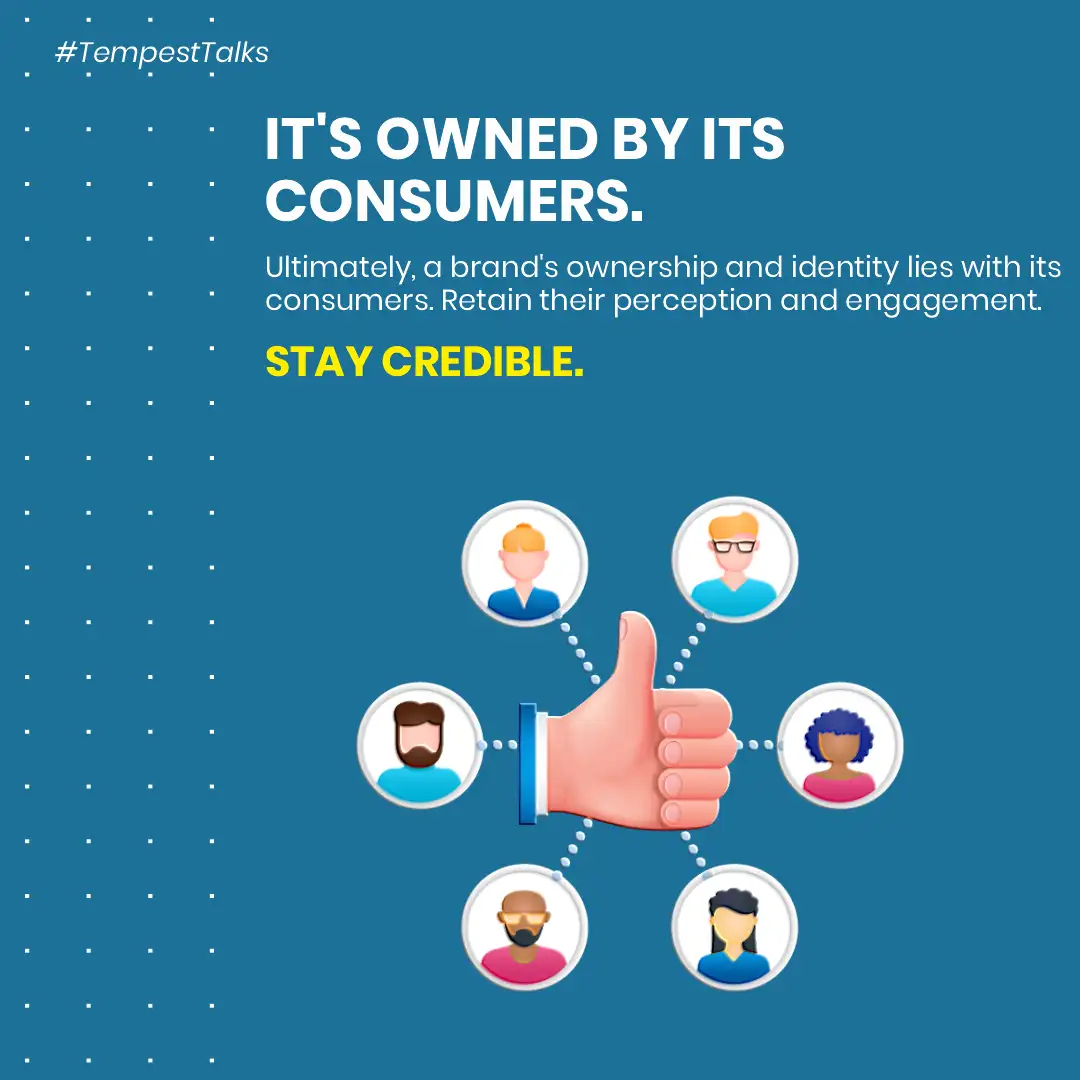 #TempestTalks
IT'S OWNED BY ITS
CONSUMERS.
Ultimately, a brand's ownership and identity lies with its
consumers. Retain their perception and engagement.
STAY CREDIBLE.